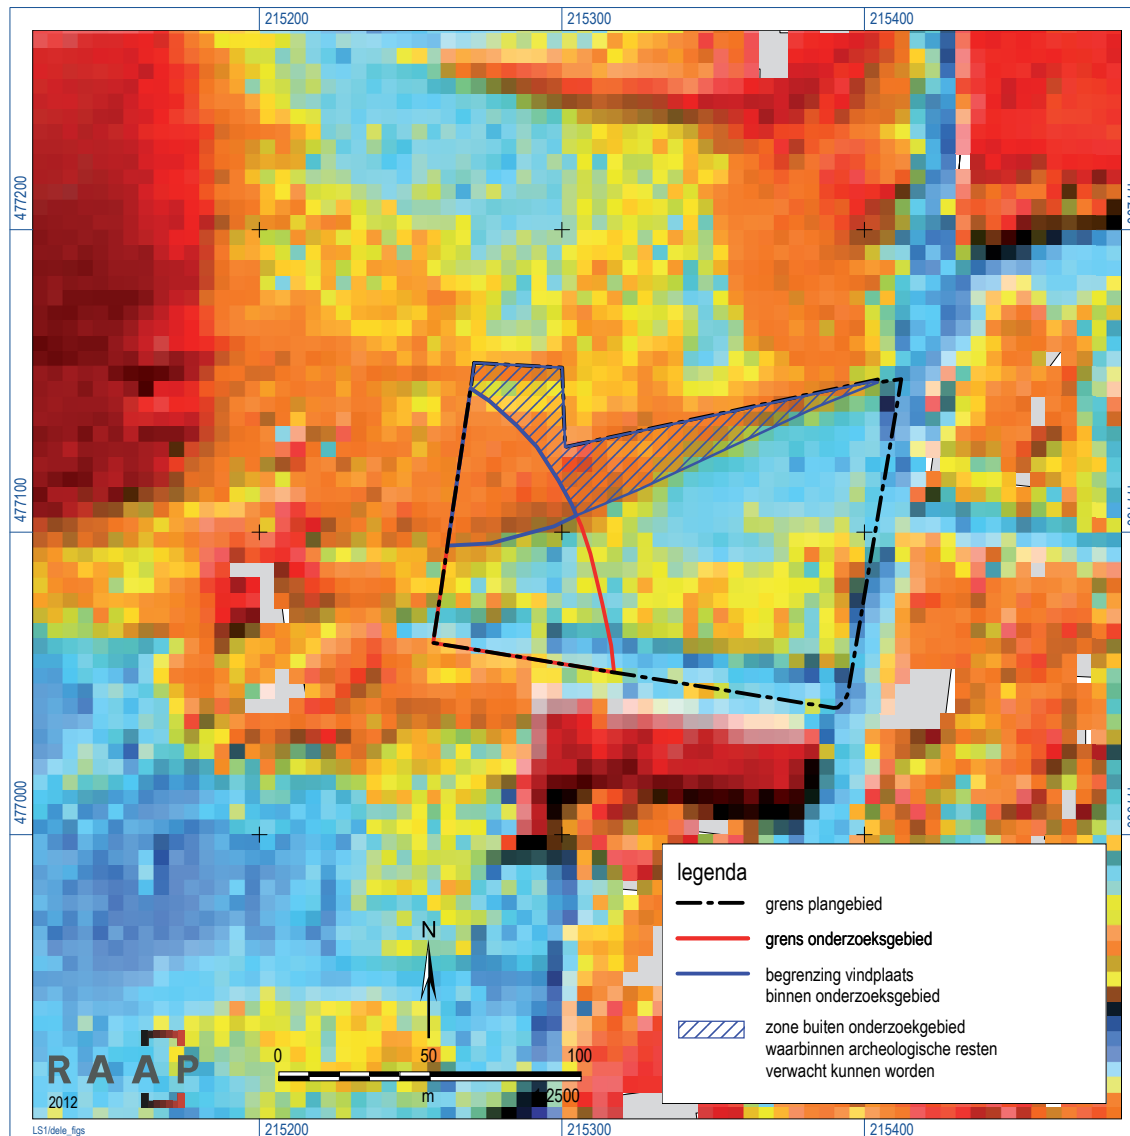 215200
215300
215400
477200
477100
477000
legenda
grens plangebied
grens onderzoeksgebied
begrenzing vindplaats
binnen onderzoeksgebied
zone buiten onderzoekgebied
waarbinnen archeologische resten
verwacht kunnen worden
N
0 50 100
m 2500
RAAP
2012
LS1/dele_figs
215200
215300
215400